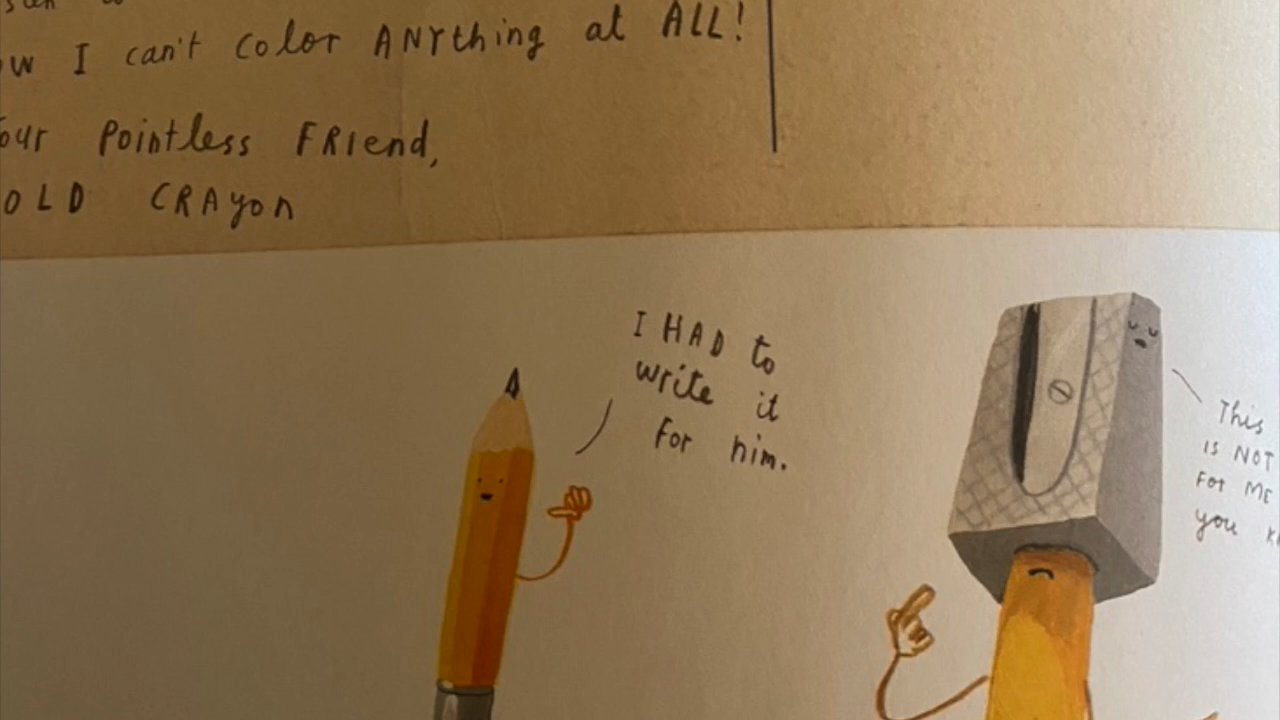 I can't color ANYthing at ALL!
Pointless FRIend,
OLD CRAYon
I HAD to
write it
For him.
This
IS NOT
For ME
you